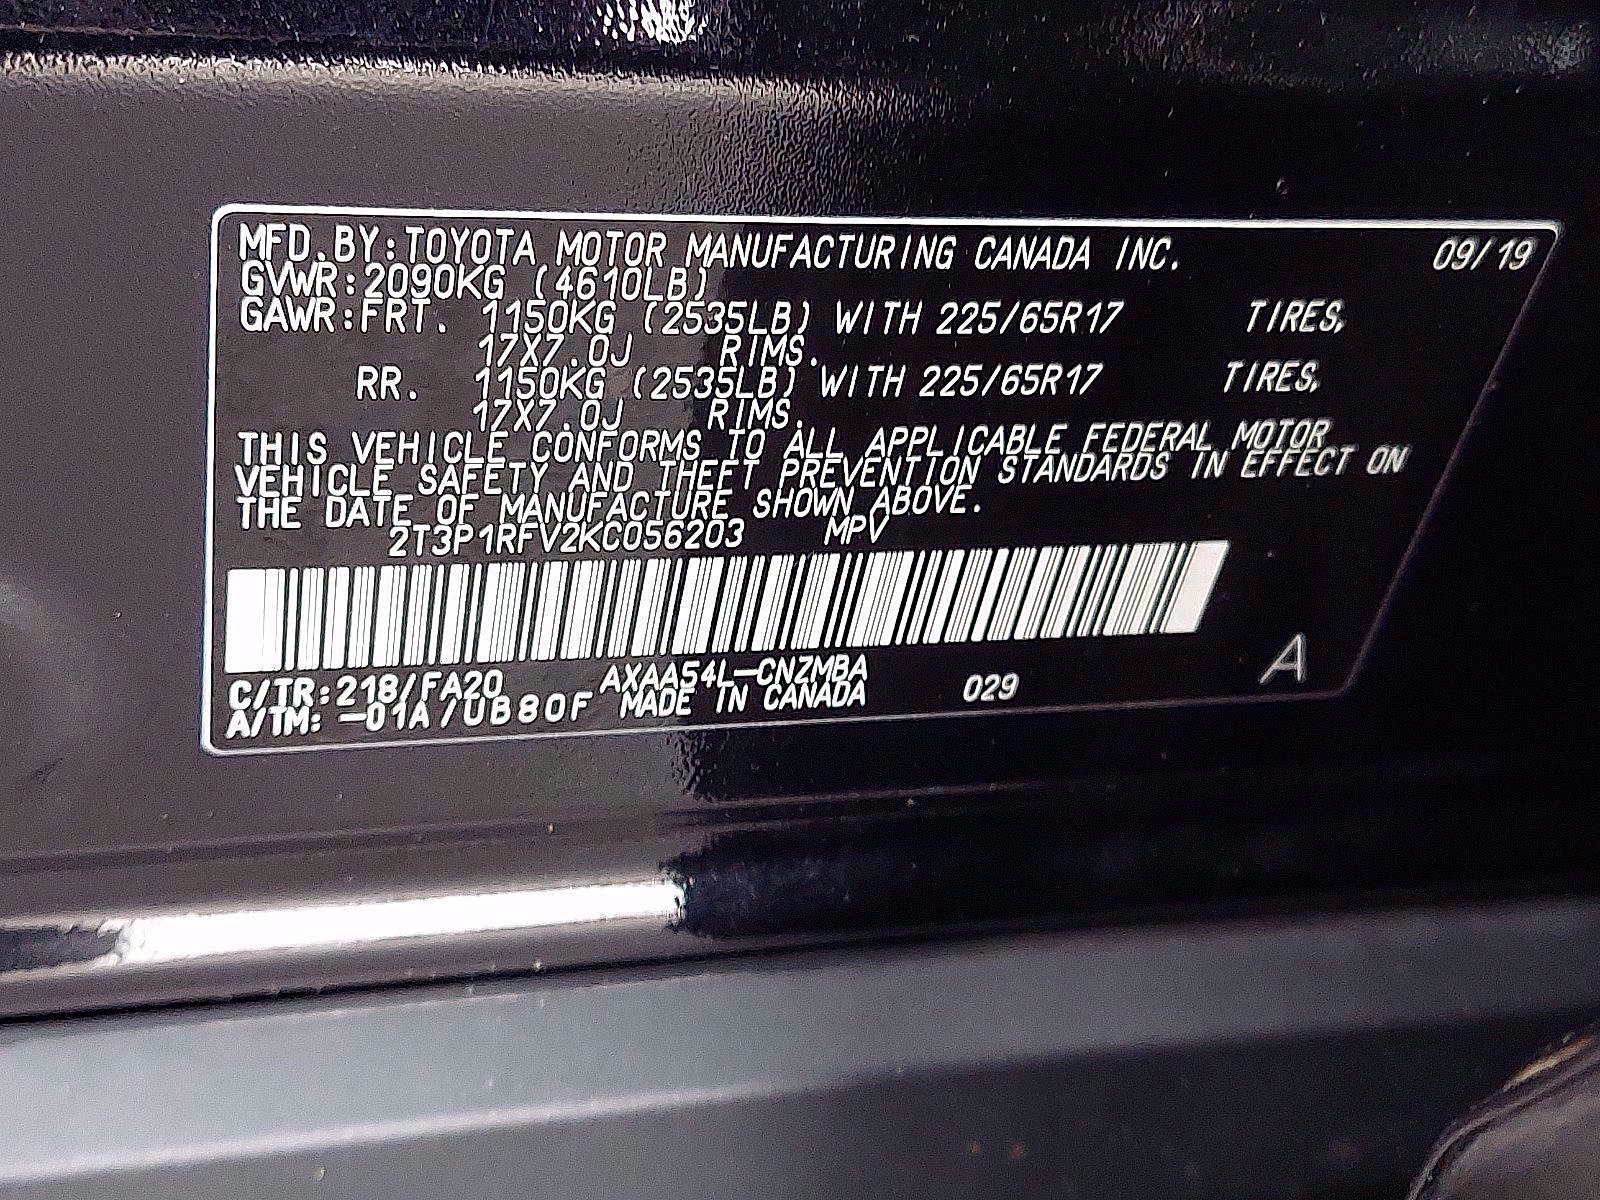 MFD.BY:TOYOTA MOTOR MANUFACTURING CANADA INC. 09/19
GVWR:2090KG (4610LB)
GAWR:FRT. 1150KG (2535LB) WITH 225/65R17 TIRES,
17X7.0J RIMS.
RR. 1150KG (2535LB) WITH 225/65R17 TIRES,
17X7.0J RIMS.
THIS VEHICLE CONFORMS TO ALL APPLICABLE FEDERAL MOTOR
VEHICLE SAFETY AND THEFT PREVENTION STANDARDS IN EFFECT ON
THE DATE OF MANUFACTURE SHOWN ABOVE.
2T3P1RFV2KC056203 MPV
C/TR:218/FA20 AXAA54L-CNZMBA 029 A
A/TM: -01A/UB80F MADE IN CANADA